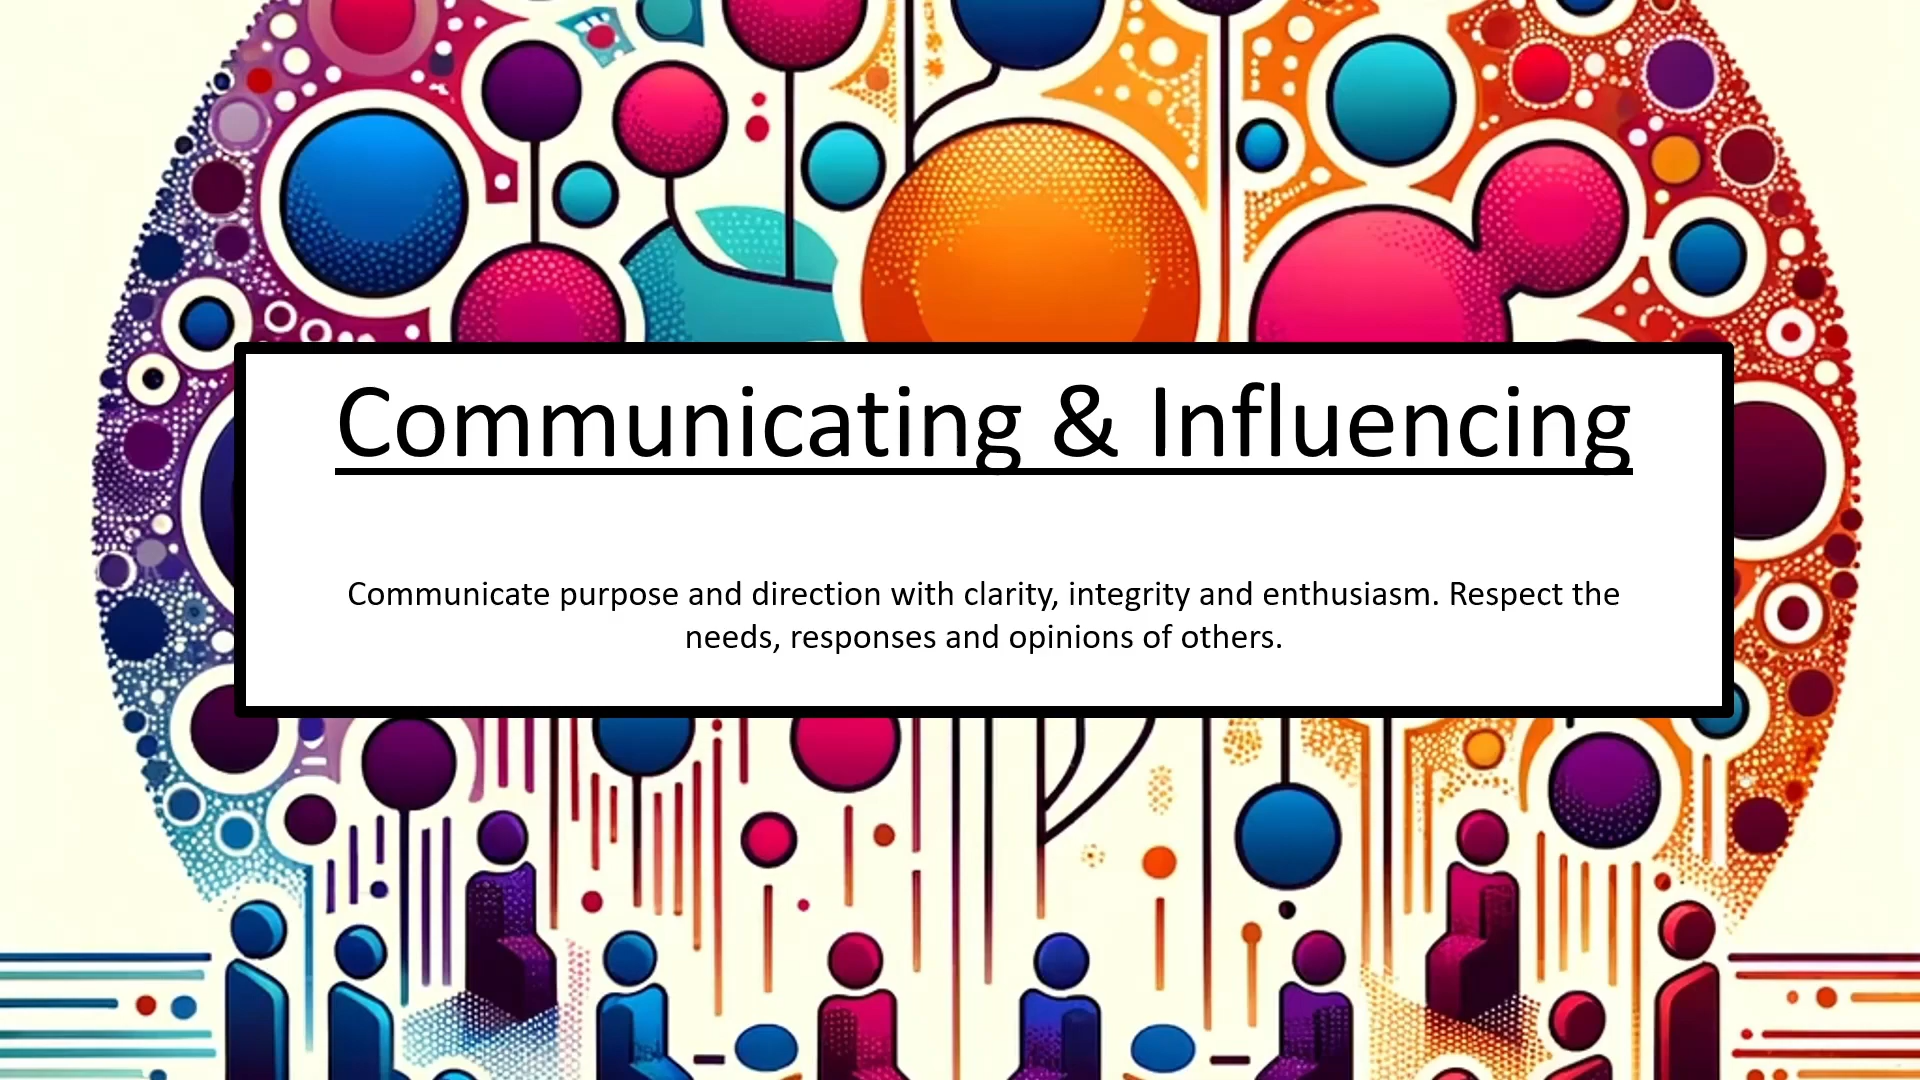 Communicating & Influencing
Communicate purpose and direction with clarity, integrity and enthusiasm. Respect the
needs, responses and opinions of others.